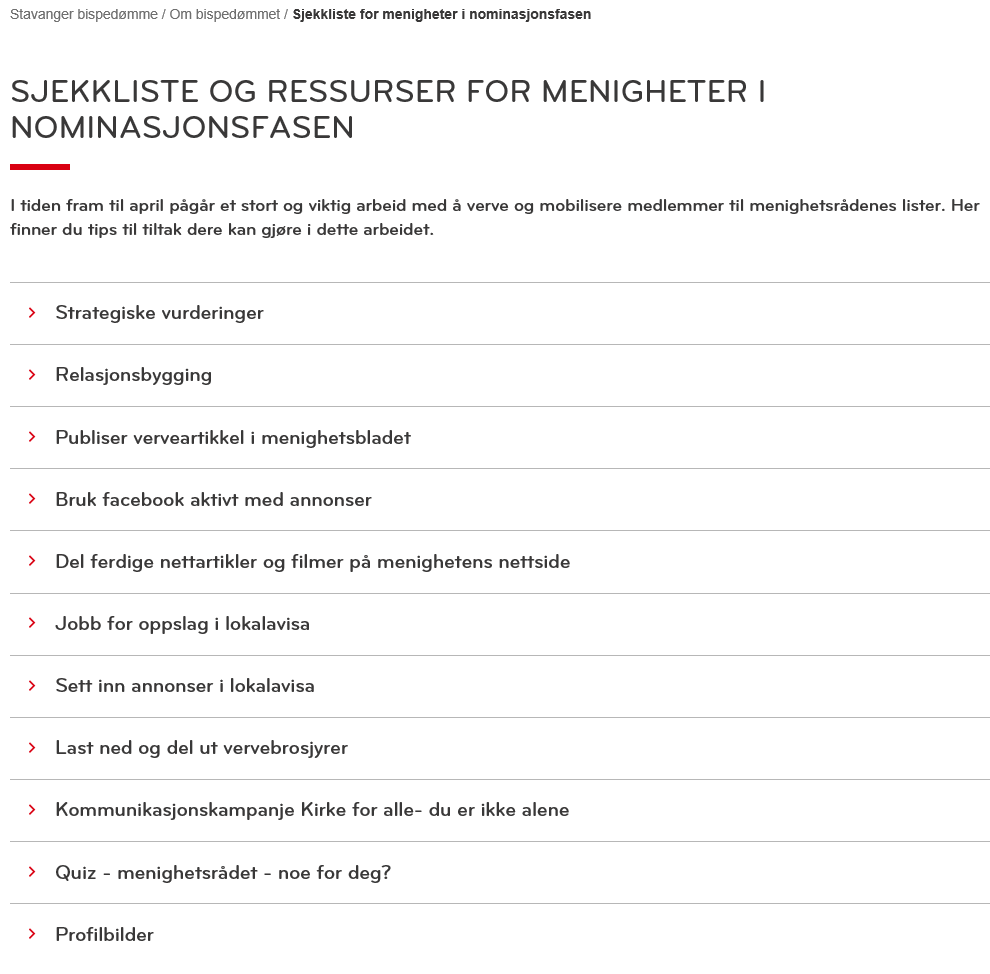 Stavanger bispedømme / Om bispedømmet / Sjekkliste for menigheter i nominasjonsfasen
SJEKKLISTE OG RESSURSER FOR MENIGHETER I
NOMINASJONSFASEN
I tiden fram til april pågår et stort og viktig arbeid med å verve og mobilisere medlemmer til menighetsrådenes lister. Her
finner du tips til tiltak dere kan gjøre i dette arbeidet.
Strategiske vurderinger
Relasjonsbygging
Publiser verveartikkel i menighetsbladet
Bruk facebook aktivt med annonser
Del ferdige nettartikler og filmer på menighetens nettside
Jobb for oppslag i lokalavisa
Sett inn annonser i lokalavisa
Last ned og del ut vervebrosjyrer
Kommunikasjonskampanje Kirke for alle- du er ikke alene
Quiz - menighetsrådet - noe for deg?
Profilbilder